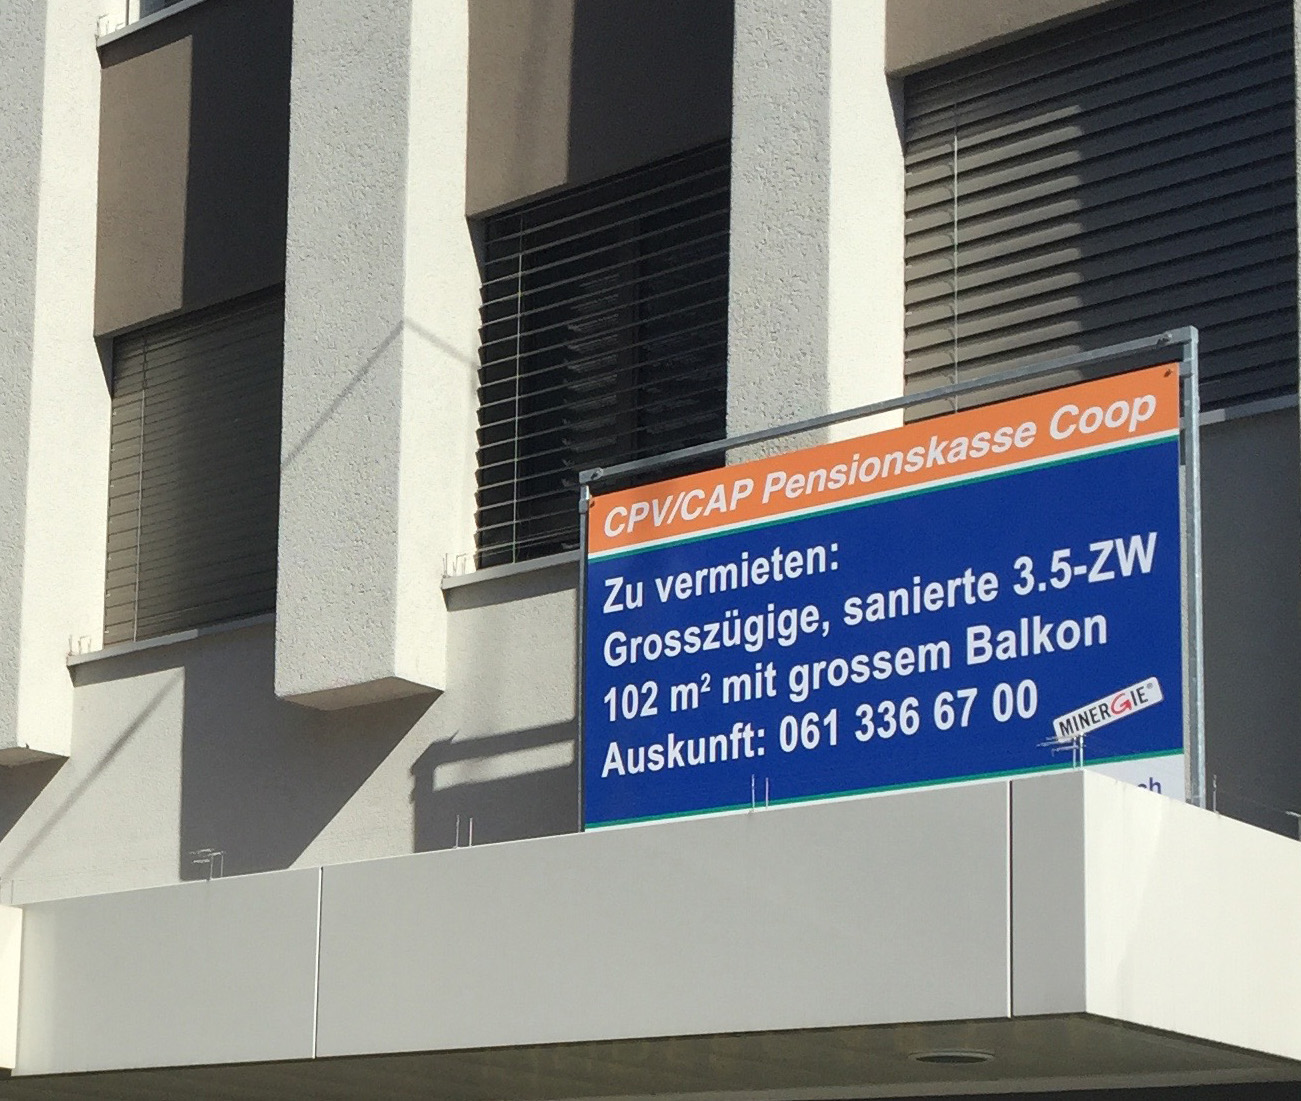 CPV/CAP Pensionskasse Coop
Zu vermieten:
Grosszügige, sanierte 3.5-ZW
102 m² mit grossem Balkon
Auskunft: 061 336 67 00
MINERGIE®